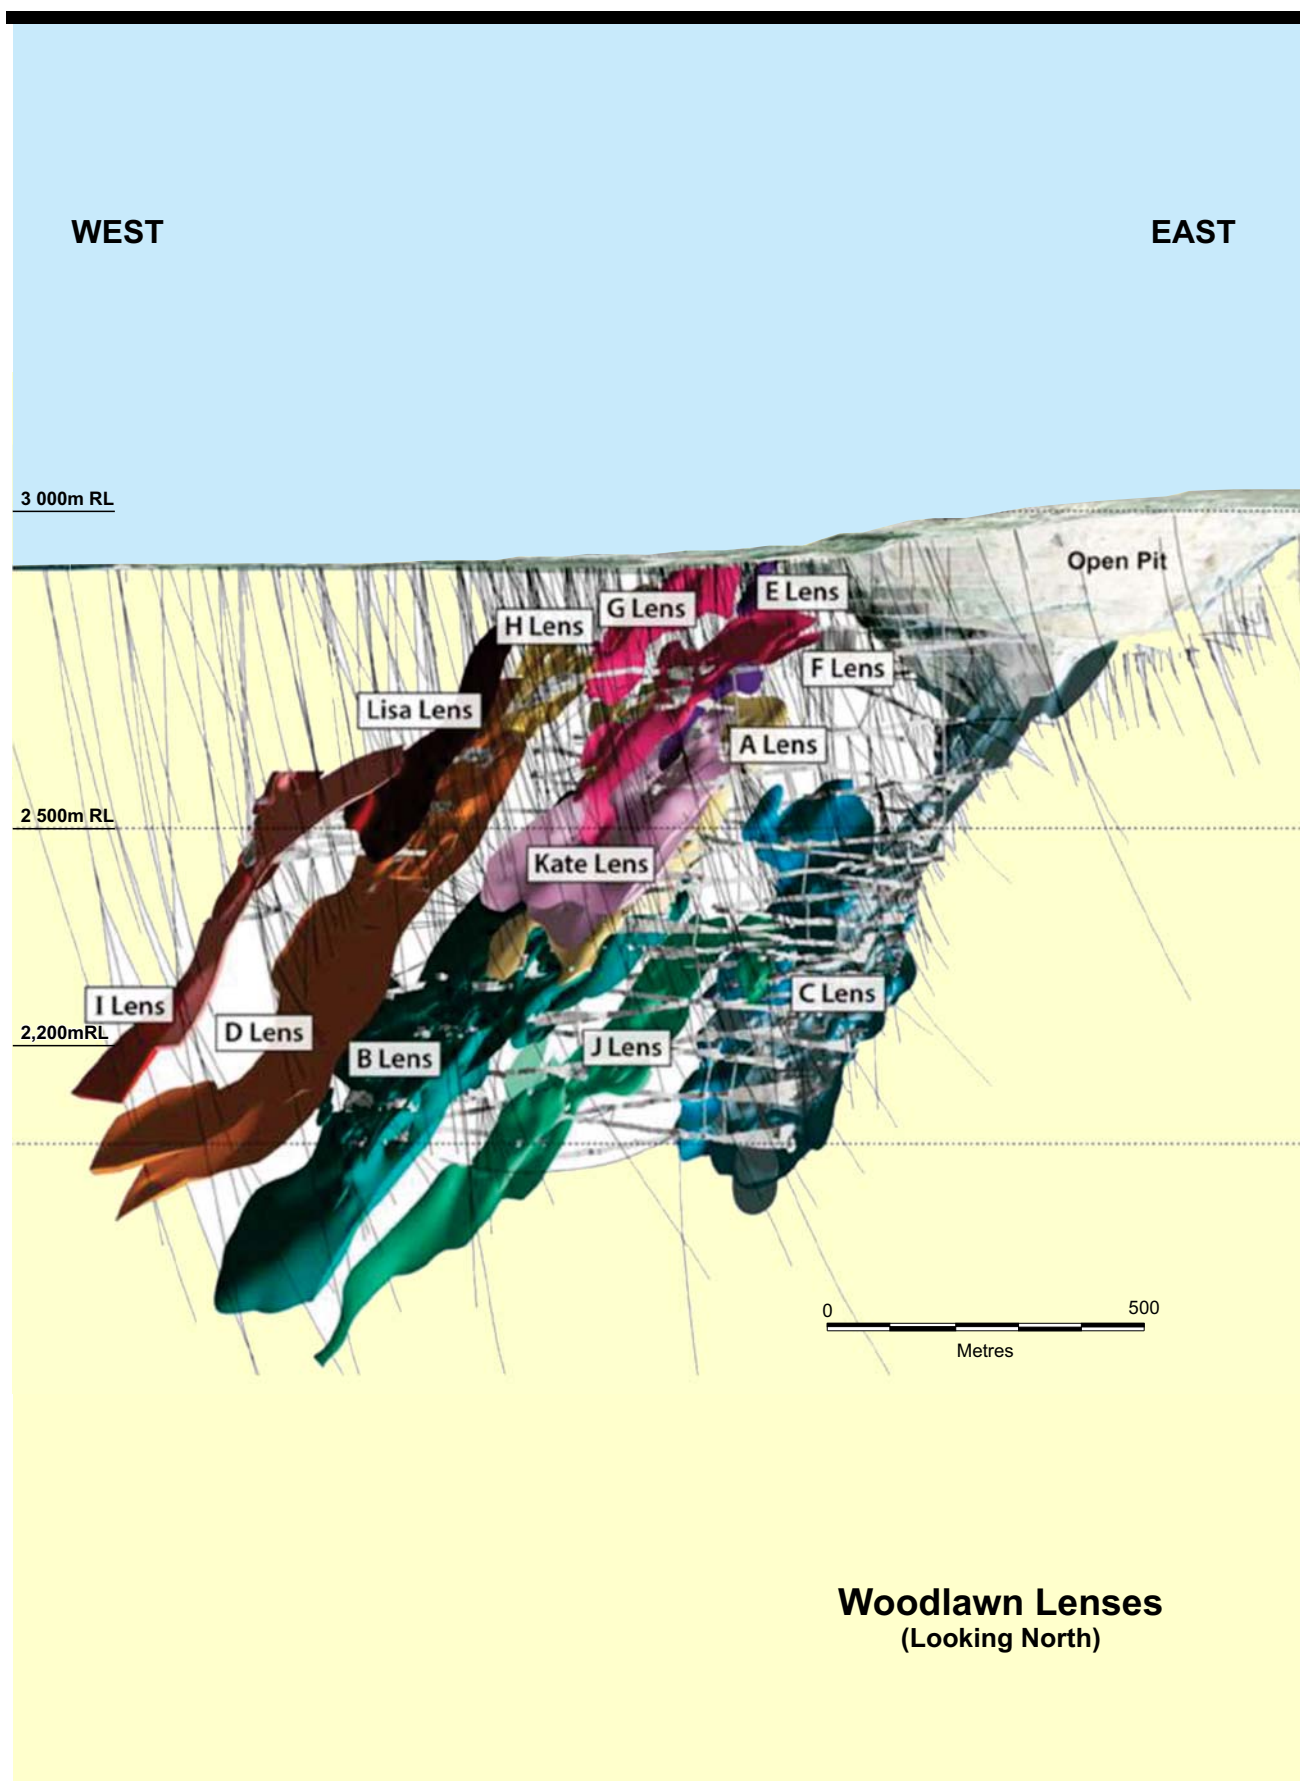 WEST
EAST
3 000m RL
Open Pit
E Lens
G Lens
H Lens
F Lens
Lisa Lens
A Lens
2 500m RL
Kate Lens
C Lens
I Lens
D Lens
2,200mRL
J Lens
B Lens
0
500
Metres
Woodlawn Lenses
(Looking North)